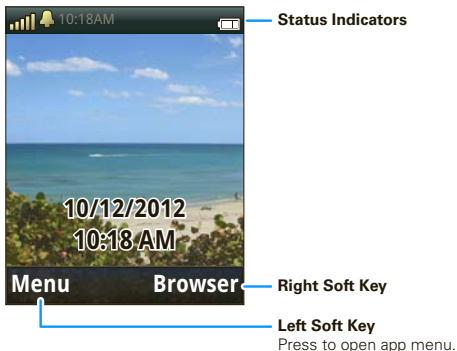 10:18AM
Status Indicators
10/12/2012
10:18 AM
Menu
Browser
Right Soft Key
Left Soft Key
Press to open app menu.